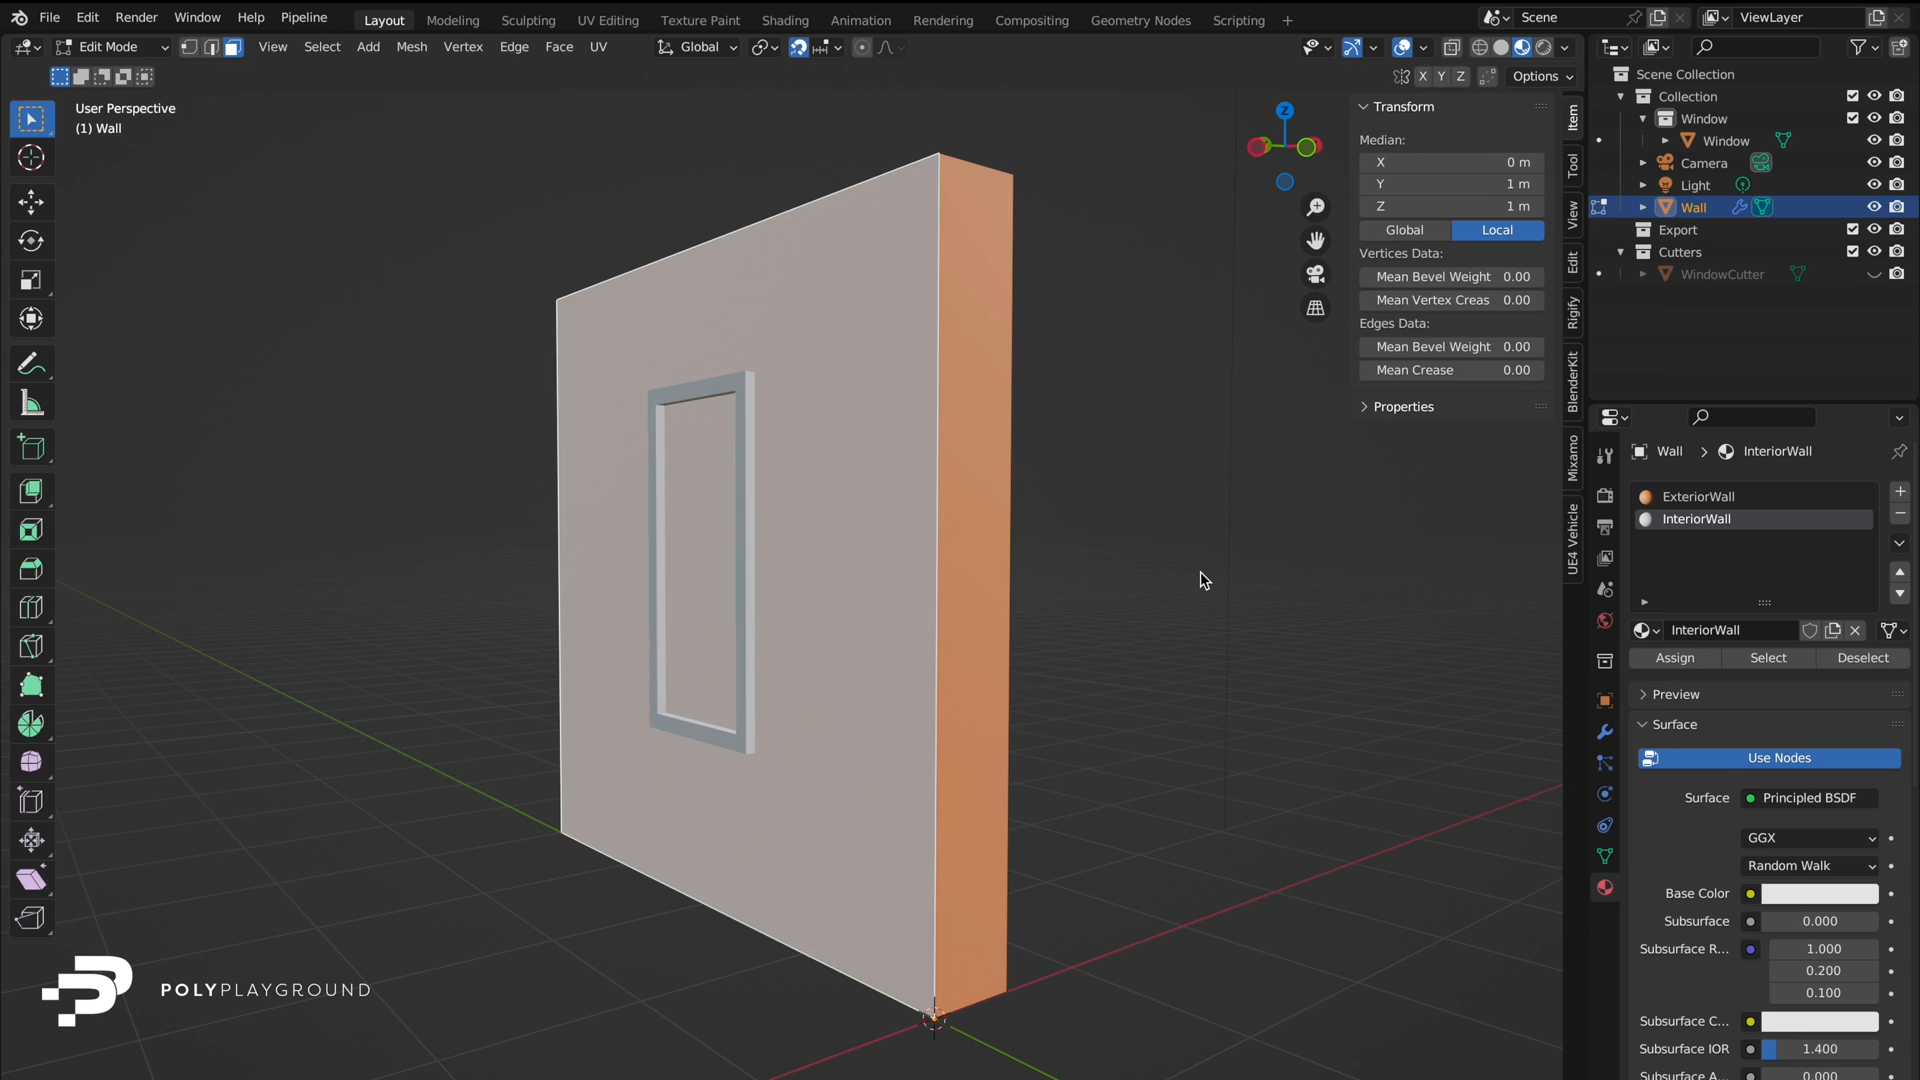 File Edit Render Window Help Pipeline Layout Modeling Sculpting UV Editing Texture Paint Shading Animation Rendering Compositing Geometry Nodes Scripting + Scene ViewLayer
Edit Mode View Select Add Mesh Vertex Edge Face UV Global
X Y Z Options
User Perspective
(1) Wall
Z
Transform
Median:
X 0 m
Y 1 m
Z 1 m
Global Local
Vertices Data:
Mean Bevel Weight 0.00
Mean Vertex Creas 0.00
Edges Data:
Mean Bevel Weight 0.00
Mean Crease 0.00
Properties
Item
Tool
View
Edit
Rigify
BlenderKit
Mixamo
UE4 Vehicle
Scene Collection
Collection
Window
Window
Camera
Light
Wall
Export
Cutters
WindowCutter
Wall > InteriorWall
ExteriorWall
InteriorWall
InteriorWall
Assign Select Deselect
Preview
Surface
Use Nodes
Surface Principled BSDF
GGX
Random Walk
Base Color
Subsurface 0.000
Subsurface R... 1.000
0.200
0.100
Subsurface C...
Subsurface IOR 1.400
Subsurface A... 0.000
POLYPLAYGROUND